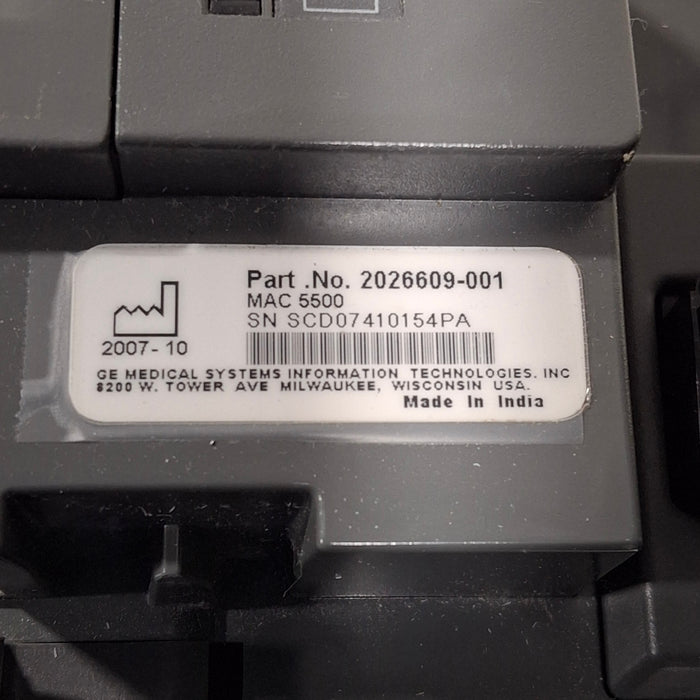 Part .No. 2026609-001
MAC 5500
SN SCD07410154PA
2007-10
GE MEDICAL SYSTEMS INFORMATION TECHNOLOGIES. INC
8200 W. TOWER AVE MILWAUKEE, WISCONSIN USA.
Made In India